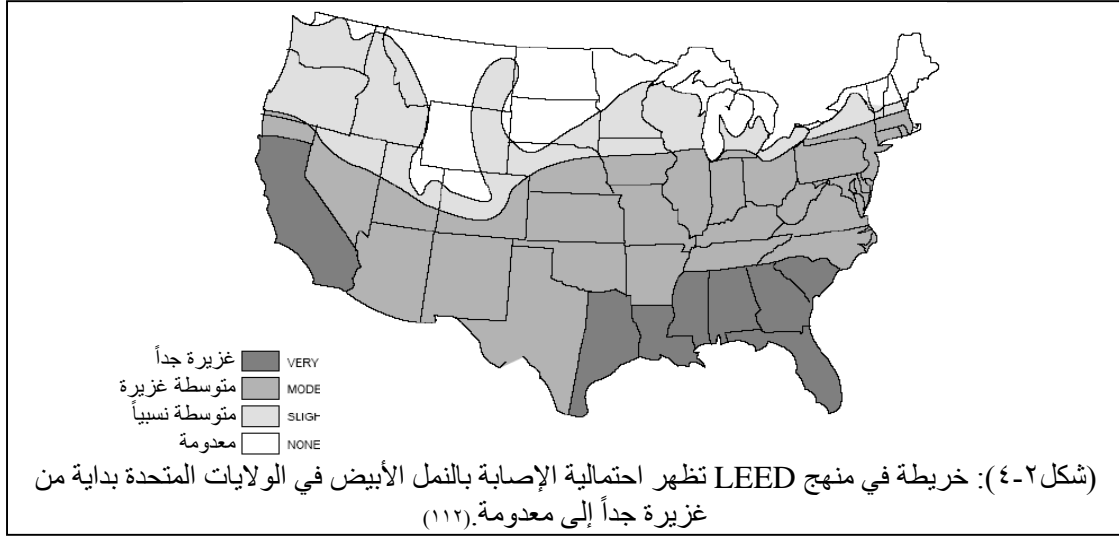 غزيرة جداً VERY
متوسطة غزيرة MODE
متوسطة نسبياً SLIGH
معدومة NONE
(شكل٢-٤): خريطة في منهج LEED تظهر احتمالية الإصابة بالنمل الأبيض في الولايات المتحدة بداية من
غزيرة جداً إلى معدومة.(١١٢)